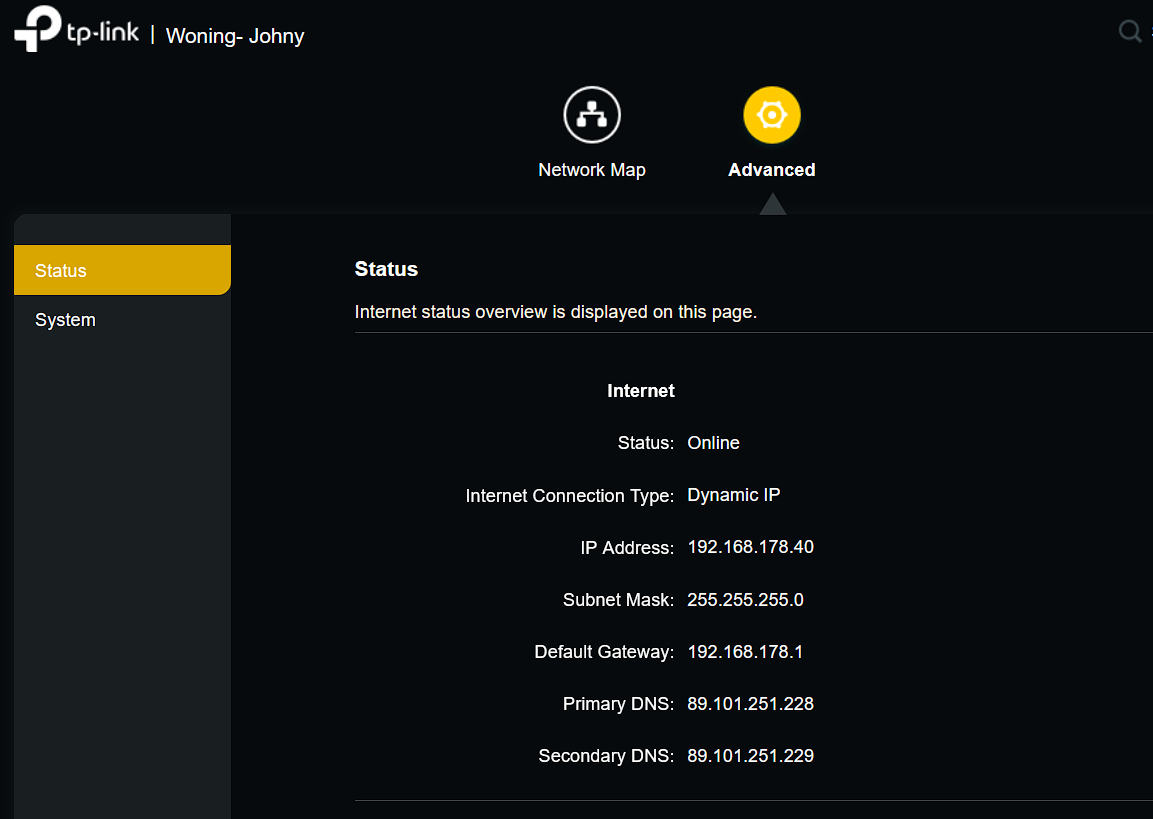 tp-link | Woning- Johny
Network Map
Advanced
Status
System
Status
Internet status overview is displayed on this page.
Internet
Status: Online
Internet Connection Type: Dynamic IP
IP Address: 192.168.178.40
Subnet Mask: 255.255.255.0
Default Gateway: 192.168.178.1
Primary DNS: 89.101.251.228
Secondary DNS: 89.101.251.229